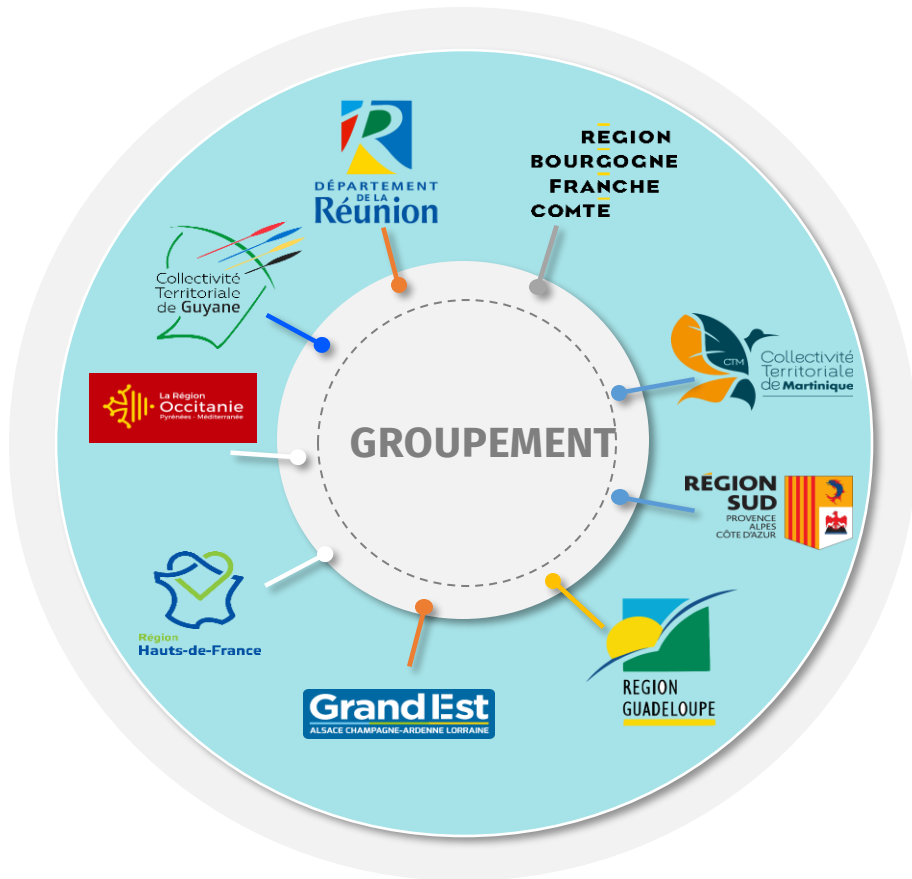 DÉPARTEMENT
DE LA
Réunion
RÉGION
BOURGOGNE
FRANCHE
COMTE
Collectivité
Territoriale
de Guyane
CTM
Collectivité
Territoriale
de Martinique
La Région
Occitanie
Pyrénées - Méditerranée
GROUPEMENT
RÉGION
SUD
PROVENCE
ALPES
CÔTE D'AZUR
Région
Hauts-de-France
Grand Est
ALSACE CHAMPAGNE-ARDENNE LORRAINE
REGION
GUADELOUPE